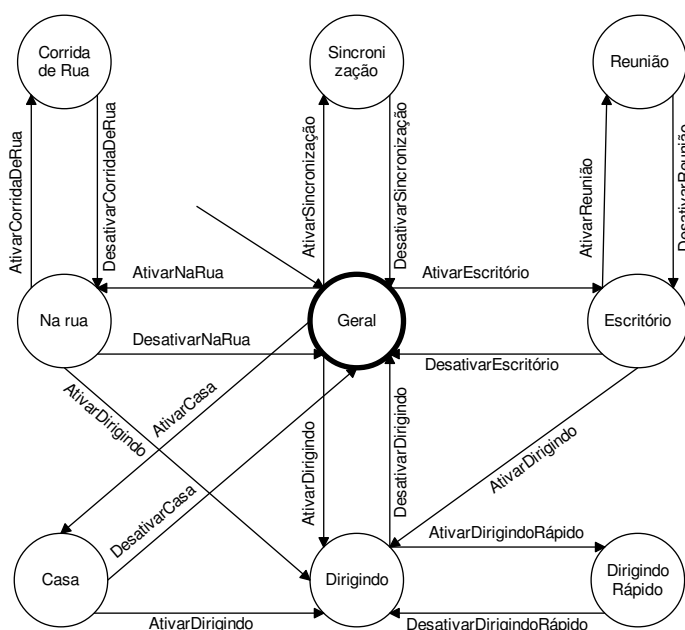 Corrida
de Rua
Sincroni
zação
Reunião
AtivarCorridaDeRua
DesativarCorridaDeRua
AtivarSincronização
DesativarSincronização
AtivarReunião
DesativarReunião
AtivarNaRua
AtivarEscritório
Na rua
Geral
Escritório
DesativarNaRua
DesativarEscritório
AtivarDirigindo
AtivarCasa
DesativarCasa
AtivarDirigindo
DesativarDirigindo
AtivarDirigindo
AtivarDirigindoRápido
Casa
Dirigindo
Dirigindo
Rápido
AtivarDirigindo
DesativarDirigindoRápido